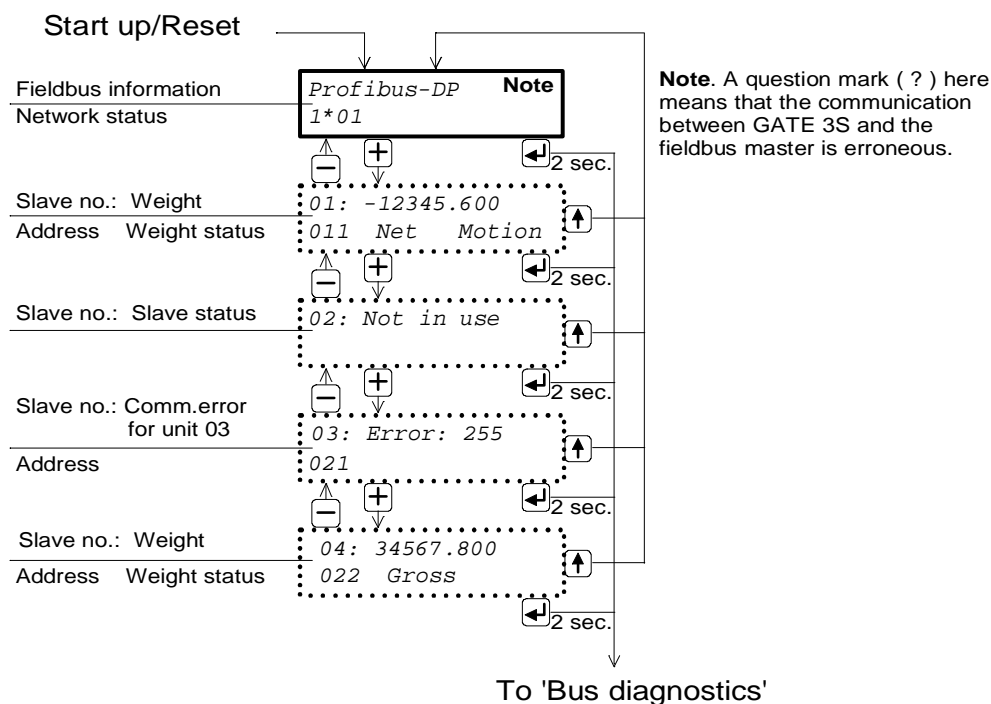 Start up/Reset
Fieldbus information
Network status
Profibus-DP Note
1*01
Note. A question mark ( ? ) here
means that the communication
between GATE 3S and the
fieldbus master is erroneous.
− + 2 sec.
Slave no.: Weight
Address Weight status
01: -12345.600
011 Net Motion
− + 2 sec.
Slave no.: Slave status
02: Not in use
− + 2 sec.
Slave no.: Comm.error
for unit 03
Address
03: Error: 255
021
− + 2 sec.
Slave no.: Weight
Address Weight status
04: 34567.800
022 Gross
2 sec.
To 'Bus diagnostics'